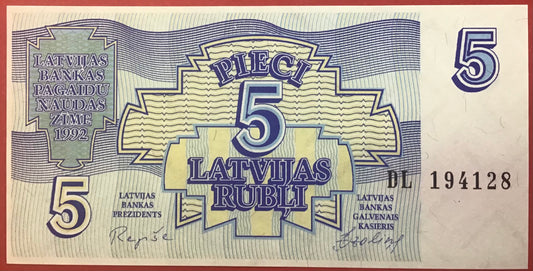 LATVIJAS
BANKAS
PAGAIDU
NAUDAS
ZĪME
1992
PIECI
5
LATVIJAS
RUBĻI
5
5
DL 194128
LATVIJAS
BANKAS
PREZIDENTS
LATVIJAS
BANKAS
GALVENAIS
KASIERIS